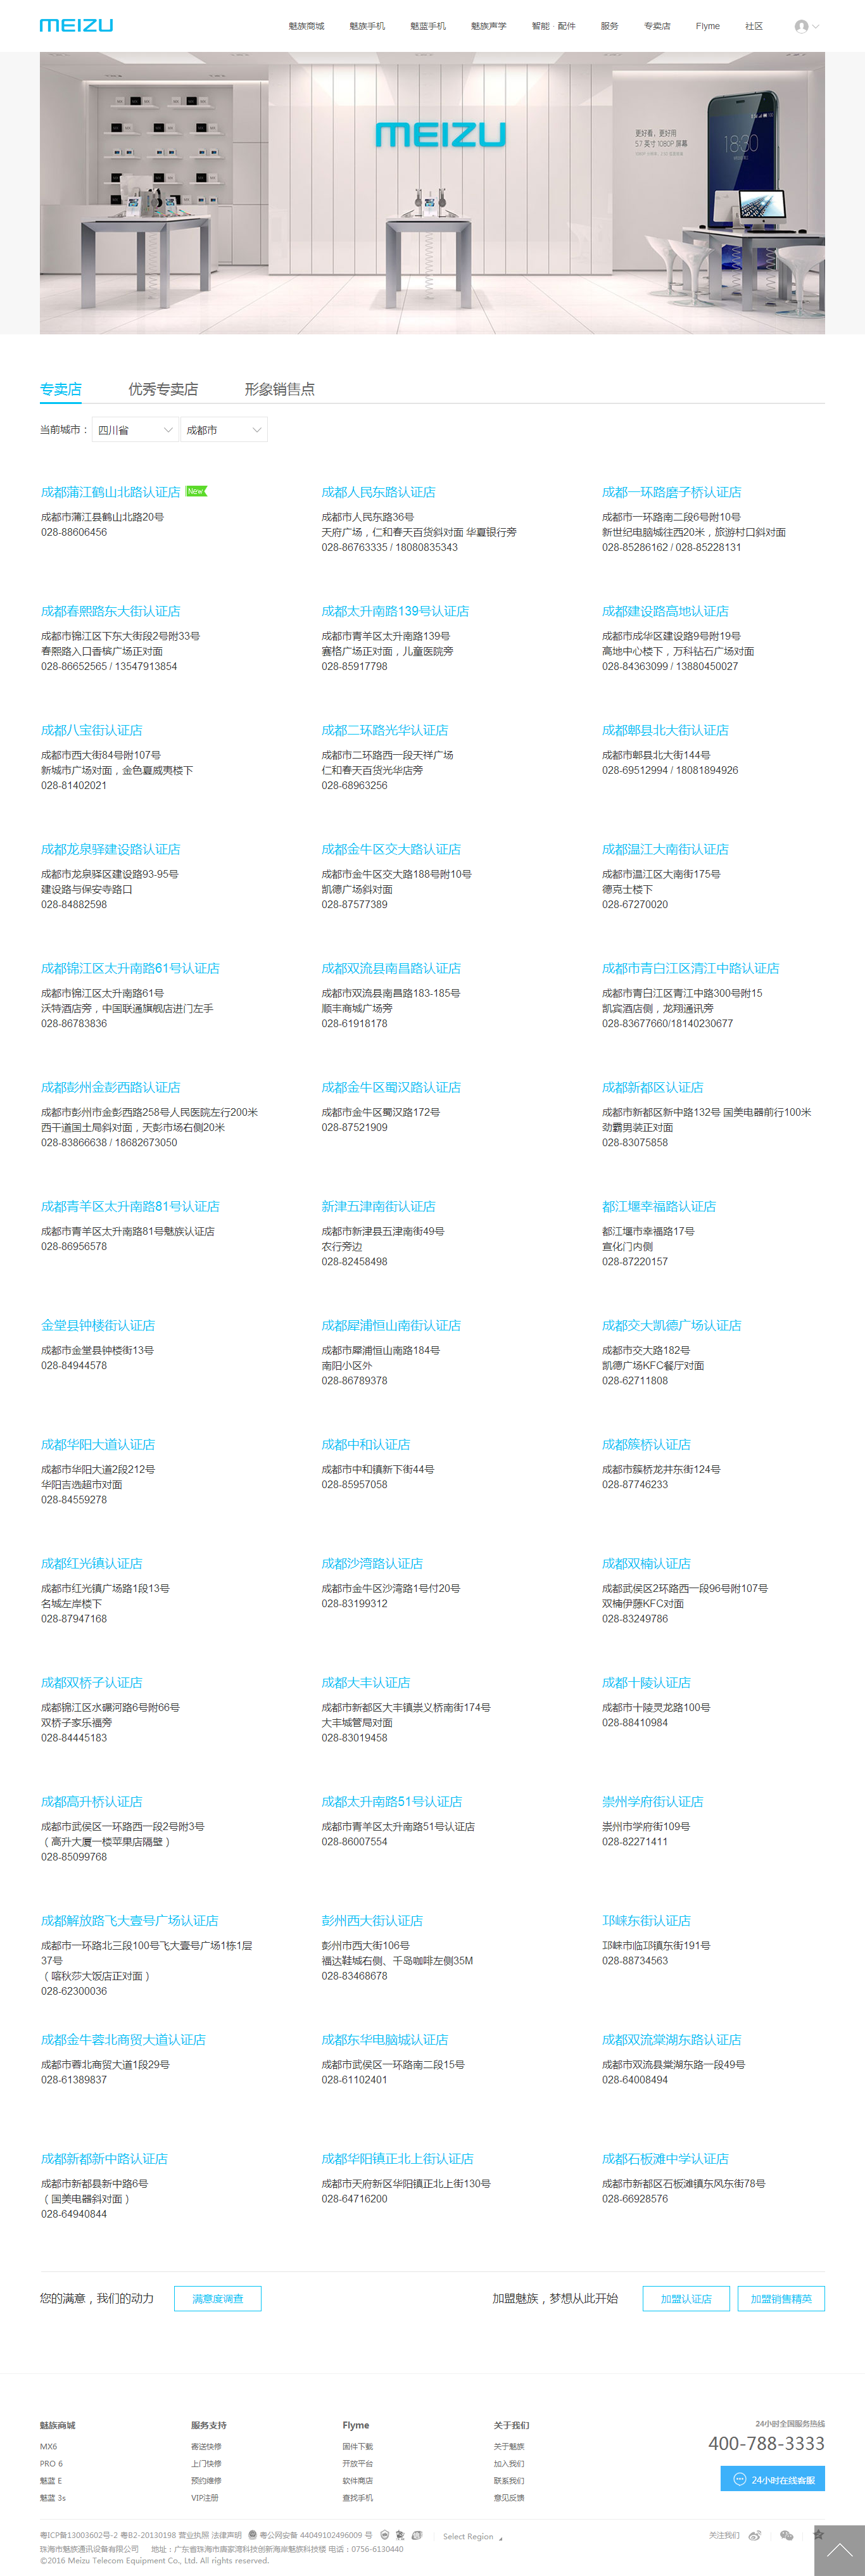 MEIZU
魅族商城 魅族手机 魅蓝手机 魅族声学 智能 · 配件 服务 专卖店 Flyme 社区
MEIZU
更好看，更好用
5.7 英寸 1080P 屏幕
18:30
专卖店 优秀专卖店 形象销售点
当前城市： 四川省 成都市
成都蒲江鹤山北路认证店 New
成都市蒲江县鹤山北路20号
028-88606456
成都人民东路认证店
成都市人民东路36号
天府广场，仁和春天百货斜对面 华夏银行旁
028-86763335 / 18080835343
成都一环路磨子桥认证店
成都市一环路南二段6号附10号
新世纪电脑城往西20米，旅游村口斜对面
028-85286162 / 028-85228131
成都春熙路东大街认证店
成都市锦江区下东大街段2号附33号
春熙路入口香槟广场正对面
028-86652565 / 13547913854
成都太升南路139号认证店
成都市青羊区太升南路139号
赛格广场正对面，儿童医院旁
028-85917798
成都建设路高地认证店
成都市成华区建设路9号附19号
高地中心楼下，万科钻石广场对面
028-84363099 / 13880450027
成都八宝街认证店
成都市西大街84号附107号
新城市广场对面，金色夏威夷楼下
028-81402021
成都二环路光华认证店
成都市二环路西一段天祥广场
仁和春天百货光华店旁
028-68963256
成都郫县北大街认证店
成都市郫县北大街144号
028-69512994 / 18081894926
成都龙泉驿建设路认证店
成都市龙泉驿区建设路93-95号
建设路与保安寺路口
028-84882598
成都金牛区交大路认证店
成都市金牛区交大路188号附10号
凯德广场斜对面
028-87577389
成都温江大南街认证店
成都市温江区大南街175号
德克士楼下
028-67270020
成都锦江区太升南路61号认证店
成都市锦江区太升南路61号
沃特酒店旁，中国联通旗舰店进门左手
028-86783836
成都双流县南昌路认证店
成都市双流县南昌路183-185号
顺丰商城广场旁
028-61918178
成都市青白江区清江中路认证店
成都市青白江区青江中路300号附15
凯宾酒店侧，龙翔通讯旁
028-83677660/18140230677
成都彭州金彭西路认证店
成都市彭州市金彭西路258号人民医院左行200米
西干道国土局斜对面，天彭市场右侧20米
028-83866638 / 18682673050
成都金牛区蜀汉路认证店
成都市金牛区蜀汉路172号
028-87521909
成都新都区认证店
成都市新都区新中路132号 国美电器前行100米
劲霸男装正对面
028-83075858
成都青羊区太升南路81号认证店
成都市青羊区太升南路81号魅族认证店
028-86956578
新津五津南街认证店
成都市新津县五津南街49号
农行旁边
028-82458498
都江堰幸福路认证店
都江堰市幸福路17号
宣化门内侧
028-87220157
金堂县钟楼街认证店
成都市金堂县钟楼街13号
028-84944578
成都犀浦恒山南街认证店
成都市犀浦恒山南路184号
南阳小区外
028-86789378
成都交大凯德广场认证店
成都市交大路182号
凯德广场KFC餐厅对面
028-62711808
成都华阳大道认证店
成都市华阳大道2段212号
华阳吉选超市对面
028-84559278
成都中和认证店
成都市中和镇新下街44号
028-85957058
成都簇桥认证店
成都市簇桥龙井东街124号
028-87746233
成都红光镇认证店
成都市红光镇广场路1段13号
名城左岸楼下
028-87947168
成都沙湾路认证店
成都市金牛区沙湾路1号付20号
028-83199312
成都双楠认证店
成都武侯区2环路西一段96号附107号
双楠伊藤KFC对面
028-83249786
成都双桥子认证店
成都锦江区水碾河路6号附66号
双桥子家乐福旁
028-84445183
成都大丰认证店
成都市新都区大丰镇崇义桥南街174号
大丰城管局对面
028-83019458
成都十陵认证店
成都市十陵灵龙路100号
028-88410984
成都高升桥认证店
成都市武侯区一环路西一段2号附3号
（高升大厦一楼苹果店隔壁）
028-85099768
成都太升南路51号认证店
成都市青羊区太升南路51号认证店
028-86007554
崇州学府街认证店
崇州市学府街109号
028-82271411
成都解放路飞大壹号广场认证店
成都市一环路北三段100号飞大壹号广场1栋1层
37号
（喀秋莎大饭店正对面）
028-62300036
彭州西大街认证店
彭州市西大街106号
福达鞋城右侧、千岛咖啡左侧35M
028-83468678
邛崃东街认证店
邛崃市临邛镇东街191号
028-88734563
成都金牛蓉北商贸大道认证店
成都市蓉北商贸大道1段29号
028-61389837
成都东华电脑城认证店
成都市武侯区一环路南二段15号
028-61102401
成都双流棠湖东路认证店
成都市双流县棠湖东路一段49号
028-64008494
成都新都新中路认证店
成都市新都县新中路6号
（国美电器斜对面）
028-64940844
成都华阳镇正北上街认证店
成都市天府新区华阳镇正北上街130号
028-64716200
成都石板滩中学认证店
成都市新都区石板滩镇东风东街78号
028-66928576
您的满意，我们的动力 满意度调查 加盟魅族，梦想从此开始 加盟认证店 加盟销售精英
魅族商城
MX6
PRO 6
魅蓝 E
魅蓝 3s
服务支持
寄送快修
上门快修
预约维修
VIP注册
Flyme
固件下载
开放平台
软件商店
查找手机
关于我们
关于魅族
加入我们
联系我们
意见反馈
24小时全国服务热线
400-788-3333
24小时在线客服
粤ICP备13003602号-2 粤B2-20130198 营业执照 法律声明 粤公网安备 44049102496009 号 Select Region 关注我们
珠海市魅族通讯设备有限公司 地址：广东省珠海市唐家湾科技创新海岸魅族科技楼 电话：0756-6130440
©2016 Meizu Telecom Equipment Co., Ltd. All rights reserved.